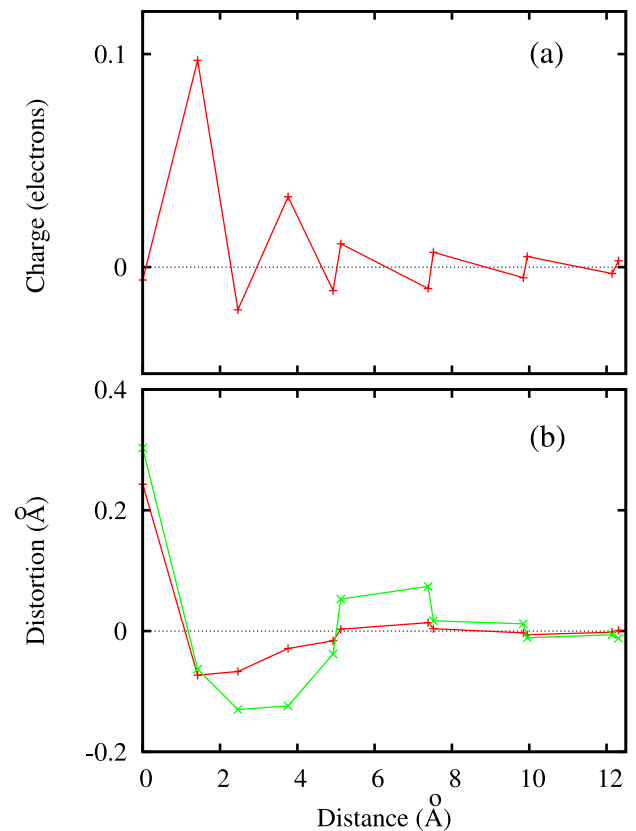 (a)
0.1
0
Charge (electrons)
(b)
0.4
0.2
0
-0.2
Distortion (Å)
0 2 4 6 8 10 12
Distance (Å)